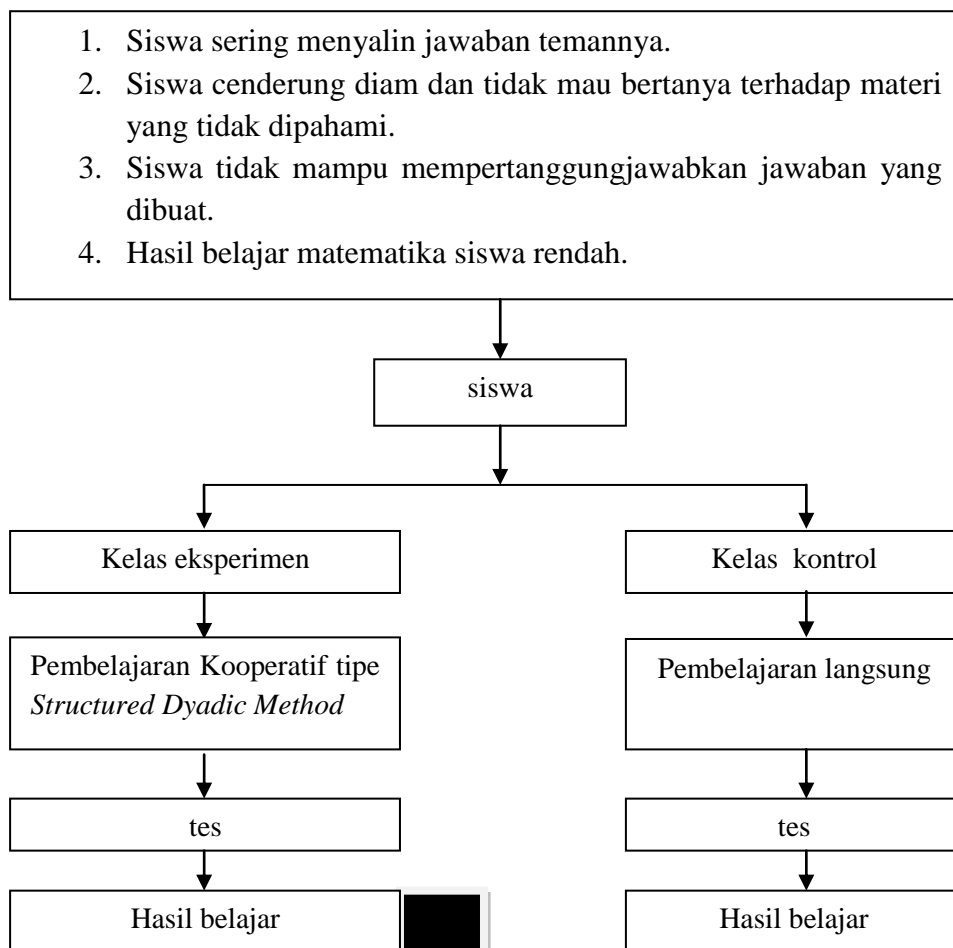 1. Siswa sering menyalin jawaban temannya.
2. Siswa cenderung diam dan tidak mau bertanya terhadap materi
yang tidak dipahami.
3. Siswa tidak mampu mempertanggungjawabkan jawaban yang
dibuat.
4. Hasil belajar matematika siswa rendah.
siswa
Kelas eksperimen
Kelas kontrol
Pembelajaran Kooperatif tipe
Structured Dyadic Method
Pembelajaran langsung
tes
tes
Hasil belajar
Hasil belajar